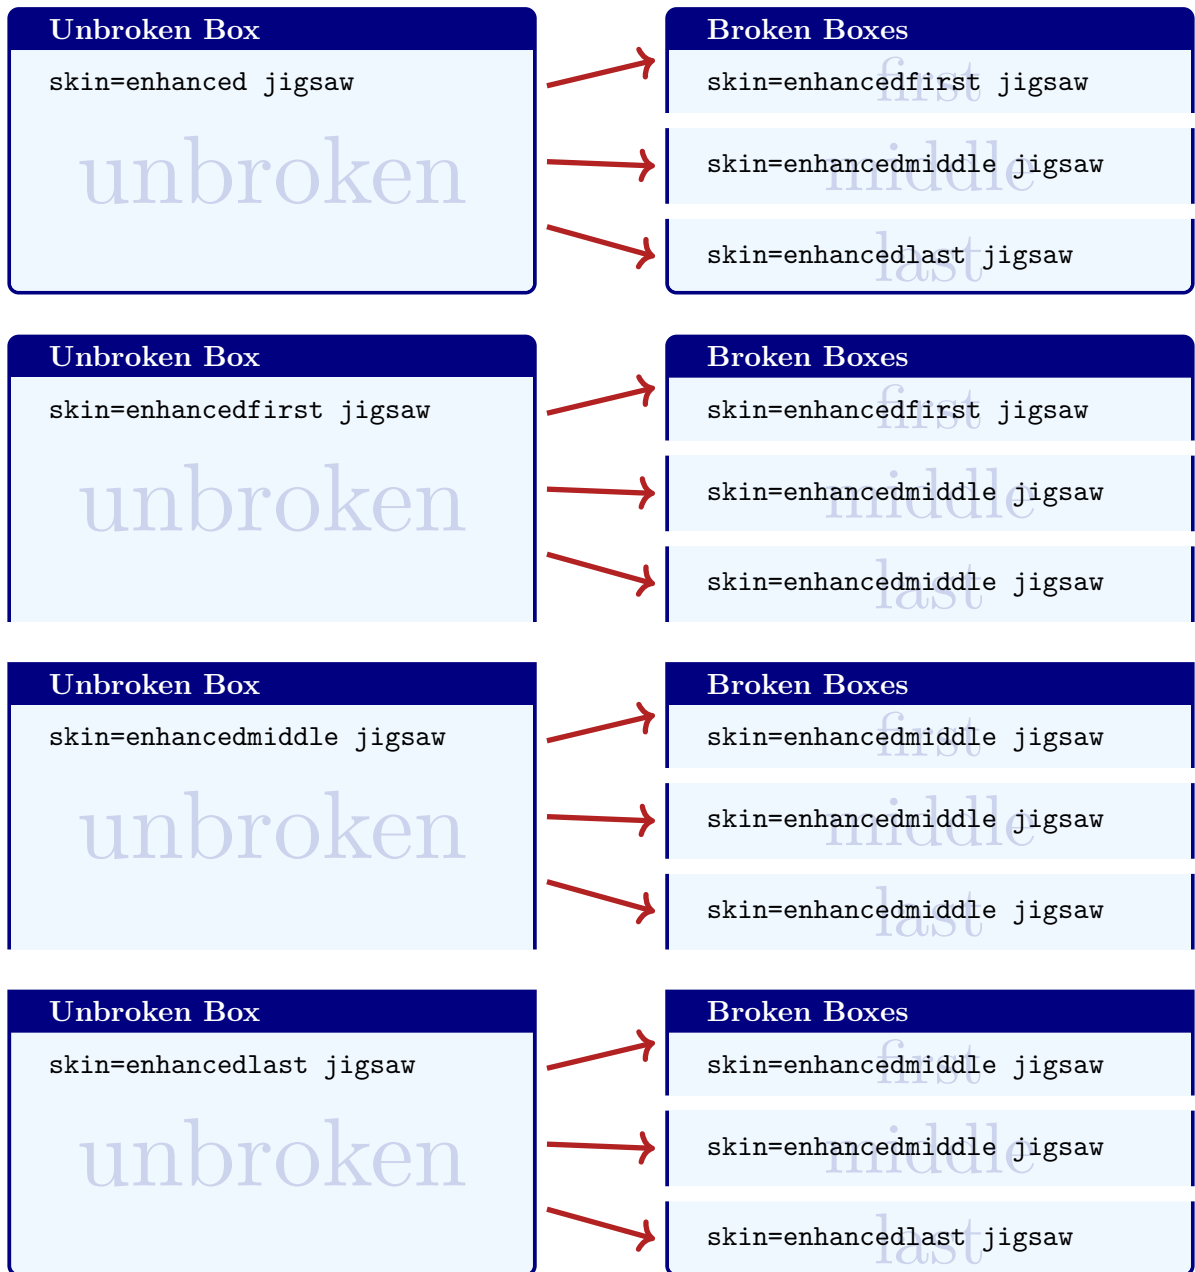 Unbroken Box
skin=enhanced jigsaw
unbroken
Broken Boxes
first
skin=enhancedfirst jigsaw
middle
skin=enhancedmiddle jigsaw
last
skin=enhancedlast jigsaw
Unbroken Box
skin=enhancedfirst jigsaw
unbroken
Broken Boxes
first
skin=enhancedfirst jigsaw
middle
skin=enhancedmiddle jigsaw
last
skin=enhancedmiddle jigsaw
Unbroken Box
skin=enhancedmiddle jigsaw
unbroken
Broken Boxes
first
skin=enhancedmiddle jigsaw
middle
skin=enhancedmiddle jigsaw
last
skin=enhancedmiddle jigsaw
Unbroken Box
skin=enhancedlast jigsaw
unbroken
Broken Boxes
first
skin=enhancedmiddle jigsaw
middle
skin=enhancedmiddle jigsaw
last
skin=enhancedlast jigsaw